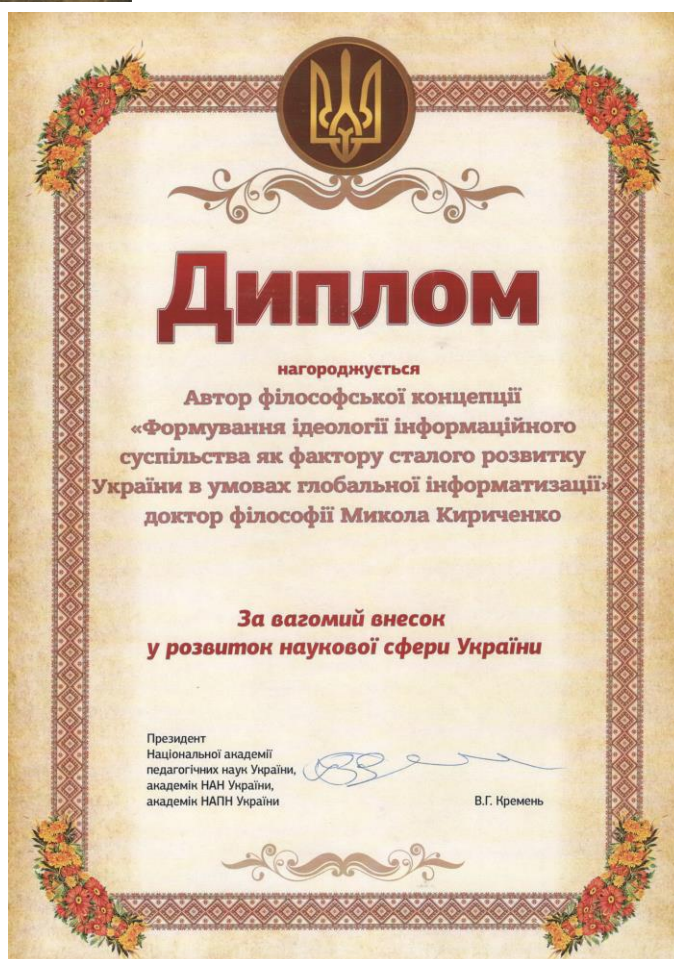 Диплом
нагороджується
Автор філософської концепції
«Формування ідеології інформаційного
суспільства як фактору сталого розвитку
України в умовах глобальної інформатизації»
доктор філософії Микола Кириченко
За вагомий внесок
у розвиток наукової сфери України
Президент
Національної академії
педагогічних наук України,
академік НАН України,
академік НАПН України
В.Г. Кремень